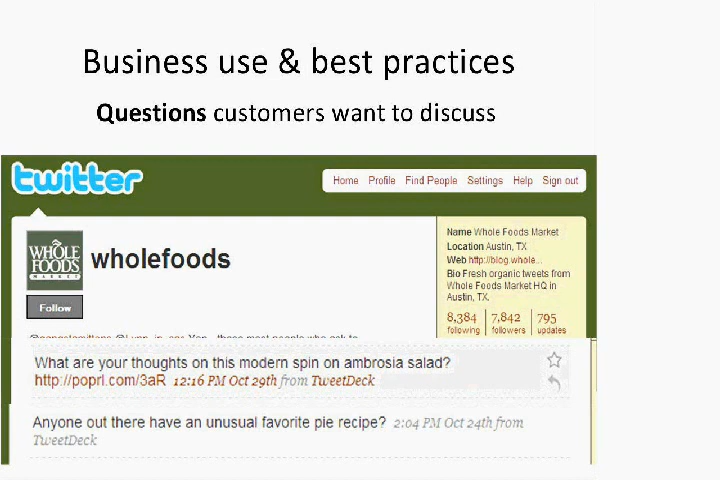 Business use & best practices
Questions customers want to discuss
twitter
Home Profile Find People Settings Help Sign out
WHOLE
FOODS
MARKET
wholefoods
Follow
Name Whole Foods Market
Location Austin, TX
Web http://blog.whole...
Bio Fresh organic tweets from
Whole Foods Market HQ in
Austin, TX.
8,384 7,842 795
following followers updates
What are your thoughts on this modern spin on ambrosia salad?
http://poprl.com/3aR 12:16 PM Oct 29th from TweetDeck
Anyone out there have an unusual favorite pie recipe? 2:04 PM Oct 24th from
TweetDeck